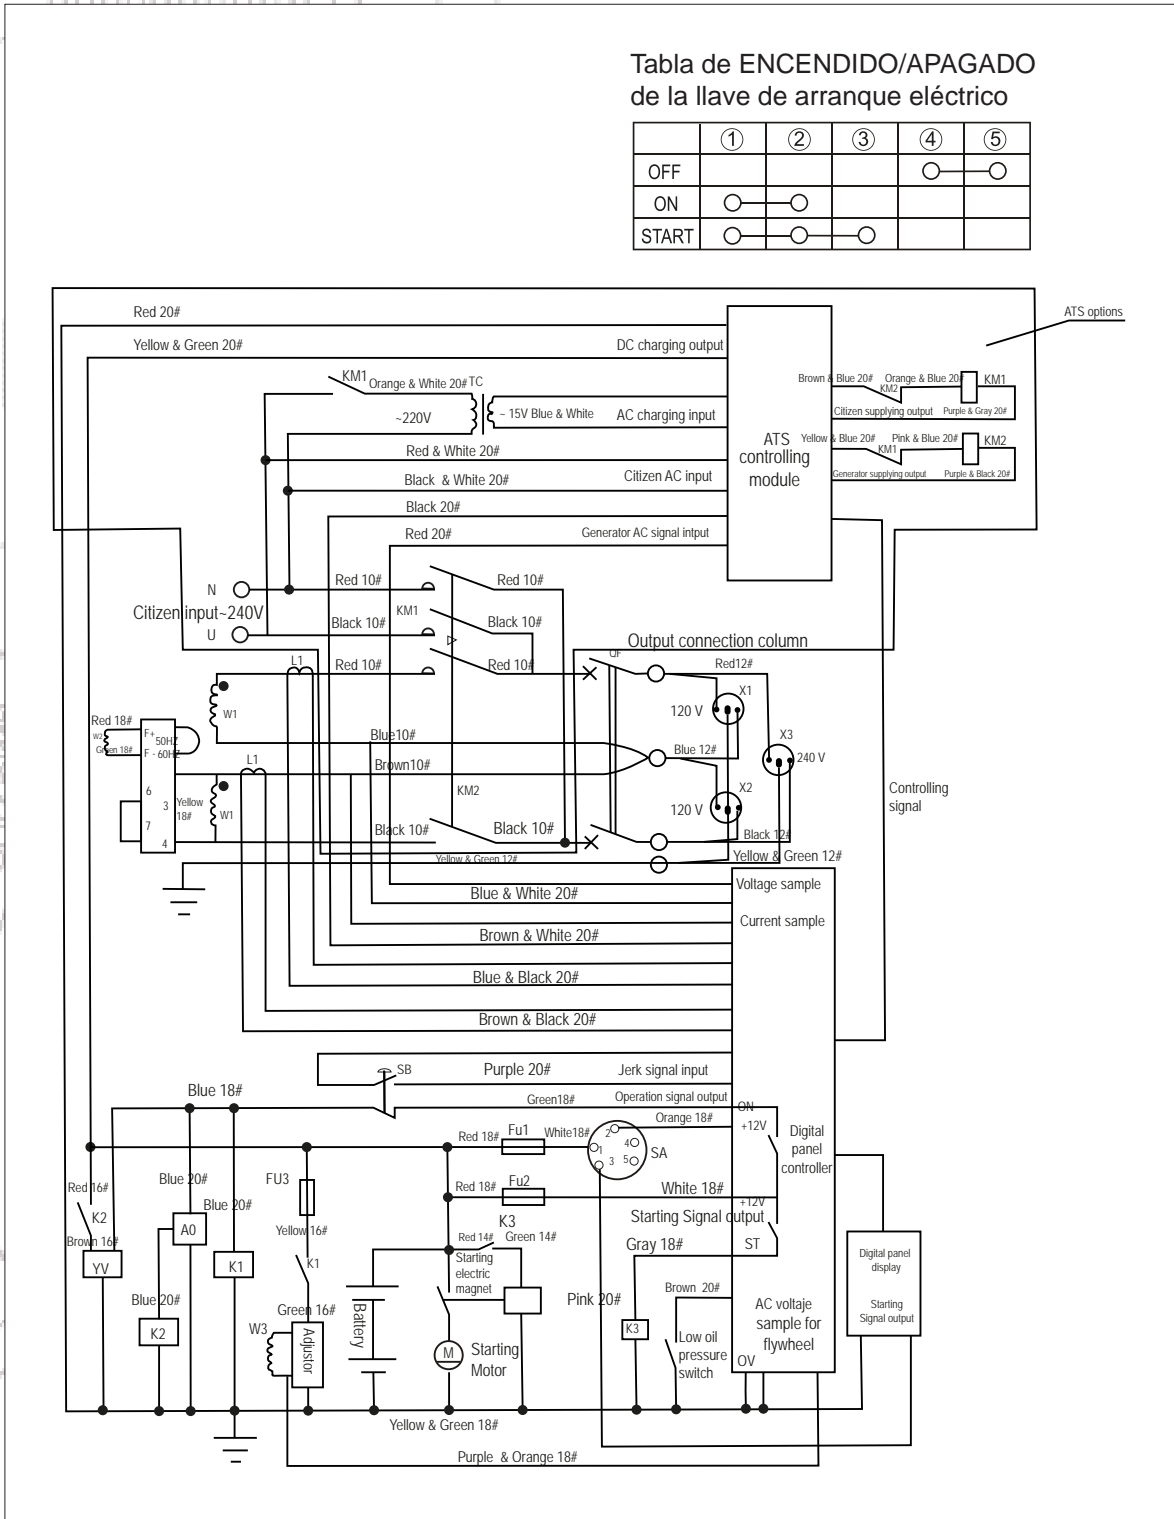 Tabla de ENCENDIDO/APAGADO
de la llave de arranque eléctrico
① ② ③ ④ ⑤
OFF
ON
START
Red 20#
ATS options
Yellow & Green 20#
DC charging output
KM1
Orange & White 20# TC
Brown & Blue 20#
Orange & Blue 20#
KM1
KM2
~220V
~ 15V Blue & White
AC charging input
Citizen supplying output
Purple & Gray 20#
ATS
controlling
module
Yellow & Blue 20#
Pink & Blue 20#
KM2
KM1
Red & White 20#
Generator supplying output
Purple & Black 20#
Black & White 20#
Citizen AC input
Black 20#
Red 20#
Generator AC signal intput
N
Red 10#
Red 10#
Citizen input~240V
KM1
U
Black 10#
Black 10#
Output connection column
QF
L1
Red 10#
Red 10#
Red12#
X1
W1
120 V
Red 18#
F+
50HZ
W2
Green 18#
F - 60HZ
Blue10#
Blue 12#
X3
240 V
L1
Brown10#
6
3
Yellow
18#
W1
KM2
X2
120 V
Controlling
signal
7
4
Black 10#
Black 10#
Black 12#
Yellow & Green 12#
Yellow & Green 12#
Voltage sample
Blue & White 20#
Current sample
Brown & White 20#
Blue & Black 20#
Brown & Black 20#
SB
Purple 20#
Jerk signal input
Blue 18#
Green18#
Operation signal output
ON
Orange 18#
+12V
Red 18#
Fu1
White18#
1
2
3
4
5
SA
Digital
panel
controller
Red 16#
Blue 20#
FU3
Red 18#
Fu2
White 18#
+12V
K2
Blue 20#
A0
Yellow 16#
K3
Starting Signal output
Brown 16#
Red 14#
Green 14#
Gray 18#
ST
YV
K1
K1
Starting
electric
magnet
Digital panel
display
Blue 20#
Green 16#
Battery
Pink 20#
Brown 20#
AC voltaje
sample for
flywheel
Starting
Signal output
K2
W3
Adjustor
M
Starting
Motor
K3
Low oil
pressure
switch
OV
Yellow & Green 18#
Purple & Orange 18#